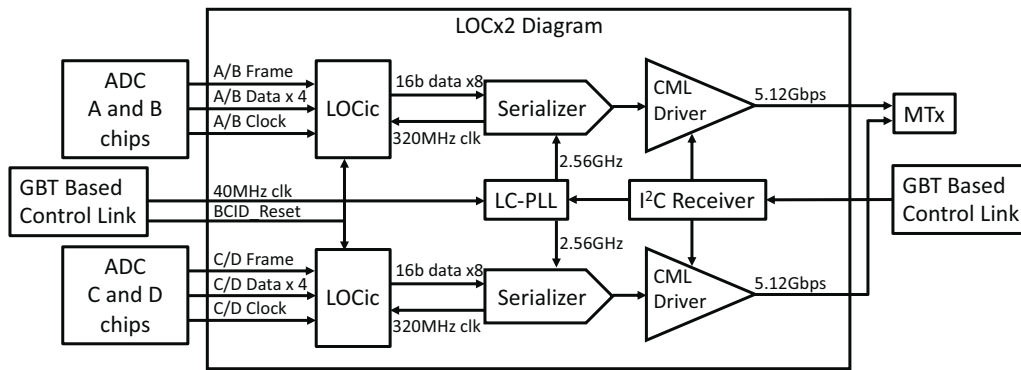 LOCx2 Diagram
ADC
A and B
chips
A/B Frame
A/B Data x 4
A/B Clock
LOCic
16b data x8
320MHz clk
Serializer
CML
Driver
5.12Gbps
MTx
2.56GHz
GBT Based
Control Link
40MHz clk
BCID_Reset
LC-PLL
I²C Receiver
GBT Based
Control Link
2.56GHz
ADC
C and D
chips
C/D Frame
C/D Data x 4
C/D Clock
LOCic
16b data x8
320MHz clk
Serializer
CML
Driver
5.12Gbps